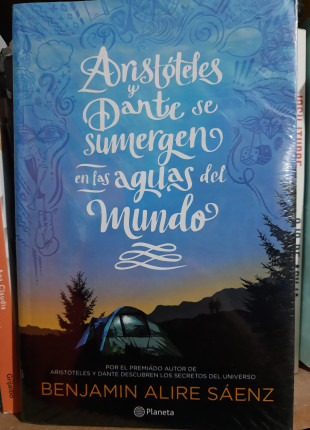 Aristóteles
y
Dante se
sumergen
en las aguas del
Mundo
POR EL PREMIADO AUTOR DE
ARISTÓTELES Y DANTE DESCUBREN LOS SECRETOS DEL UNIVERSO
BENJAMIN ALIRE SÁENZ
Planeta
Grijalbo